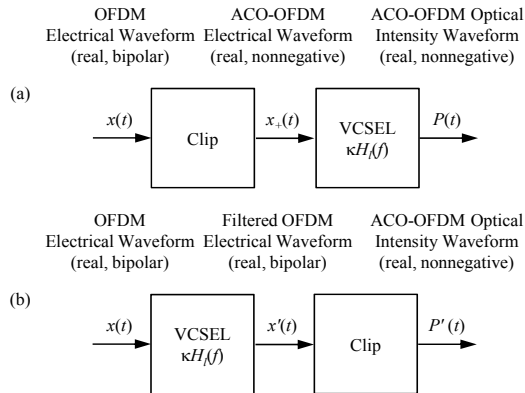 OFDM ACO-OFDM ACO-OFDM Optical
Electrical Waveform Electrical Waveform Intensity Waveform
(real, bipolar) (real, nonnegative) (real, nonnegative)
(a)
x(t) Clip x₊(t) VCSEL P(t)
κHₗ(f)
OFDM Filtered OFDM ACO-OFDM Optical
Electrical Waveform Electrical Waveform Intensity Waveform
(real, bipolar) (real, bipolar) (real, nonnegative)
(b)
x(t) VCSEL x'(t) Clip P'(t)
κHₗ(f)